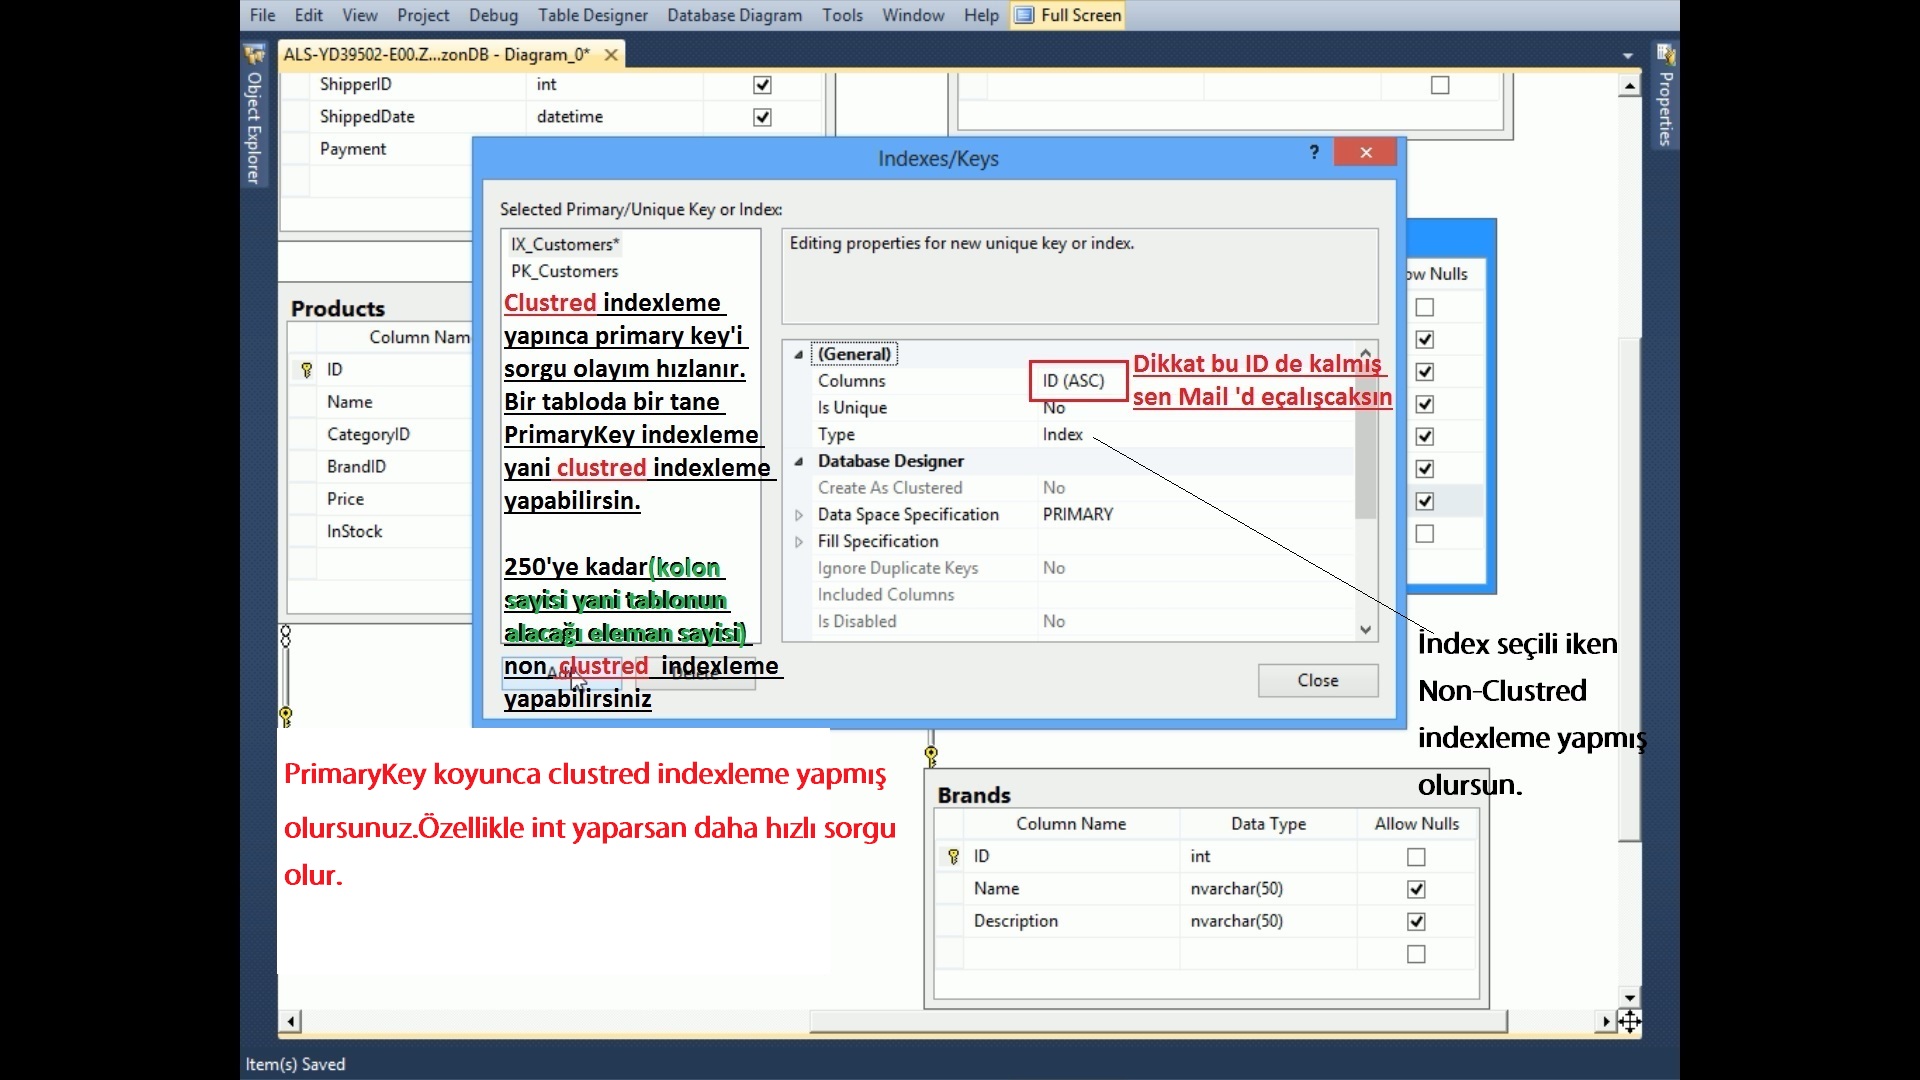 File Edit View Project Debug Table Designer Database Diagram Tools Window Help Full Screen
ALS-YD39502-E00.Z...zonDB - Diagram_0*
Object Explorer
Properties
ShipperID int
ShippedDate datetime
Payment
Products
Column Nam
ID
Name
CategoryID
BrandID
Price
InStock
ow Nulls
Indexes/Keys
?
Selected Primary/Unique Key or Index:
IX_Customers*
PK_Customers
Clustred indexleme
yapınca primary key'i
sorgu olayım hızlanır.
Bir tabloda bir tane
PrimaryKey indexleme
yani clustred indexleme
yapabilirsin.
250'ye kadar(kolon
sayisi yani tablonun
alacağı eleman sayisi)
non clustred indexleme
yapabilirsiniz
Add Delete
Editing properties for new unique key or index.
(General)
Columns ID (ASC)
Is Unique No
Type Index
Database Designer
Create As Clustered No
Data Space Specification PRIMARY
Fill Specification
Ignore Duplicate Keys No
Included Columns
Is Disabled No
Close
Dikkat bu ID de kalmış
sen Mail 'd eçalışcaksın
İndex seçili iken
Non-Clustred
indexleme yapmış
olursun.
PrimaryKey koyunca clustred indexleme yapmış
olursunuz.Özellikle int yaparsan daha hızlı sorgu
olur.
Brands
Column Name Data Type Allow Nulls
ID int
Name nvarchar(50)
Description nvarchar(50)
Item(s) Saved